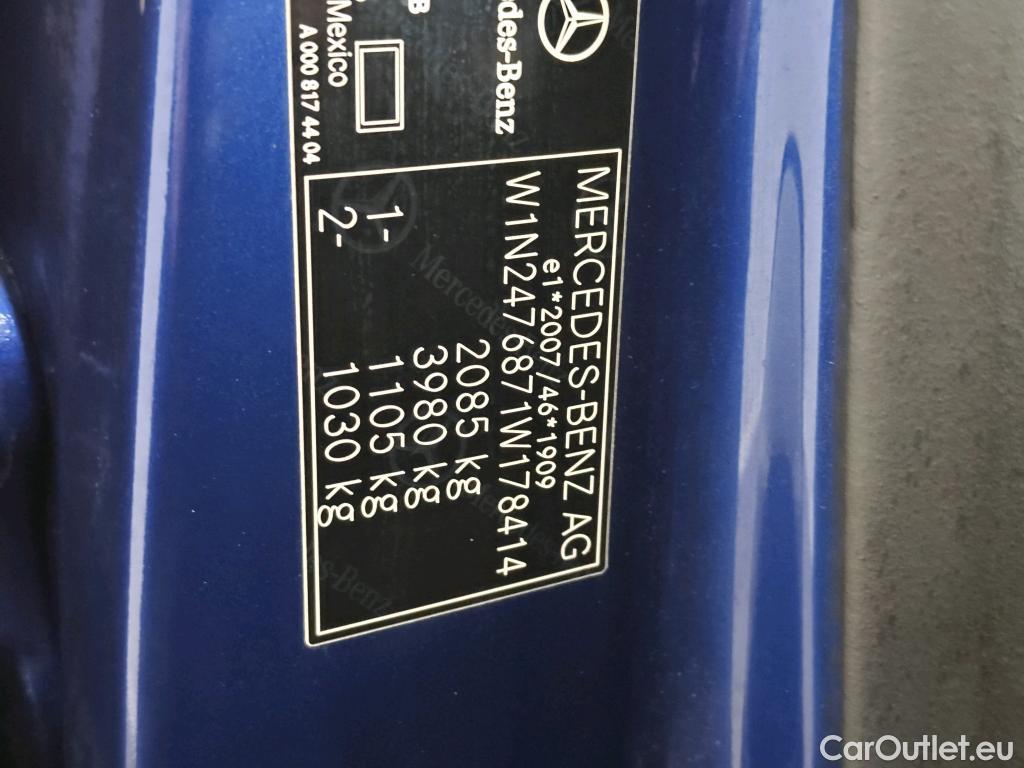 Mercedes-Benz
B
Mexico
A 000 817 44 04
MERCEDES-BENZ AG
e1*2007/46*1909
W1N2476871W178414
2085 kg
3980 kg
1- 1105 kg
2- 1030 kg
CarOutlet.eu